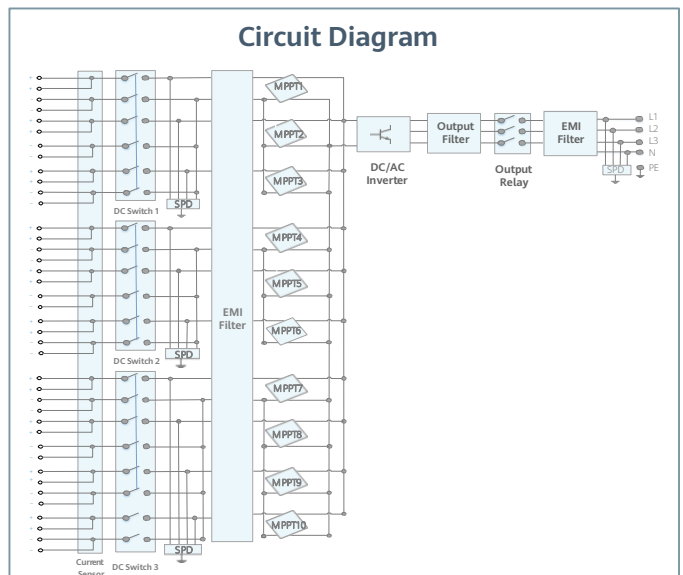 Circuit Diagram
MPPT1
MPPT2
MPPT3
SPD
DC Switch 1
MPPT4
MPPT5
MPPT6
SPD
DC Switch 2
EMI
Filter
MPPT7
MPPT8
MPPT9
MPPT10
SPD
Current
Sensor
DC Switch 3
DC/AC
Inverter
Output
Filter
Output
Relay
EMI
Filter
SPD
L1
L2
L3
N
PE